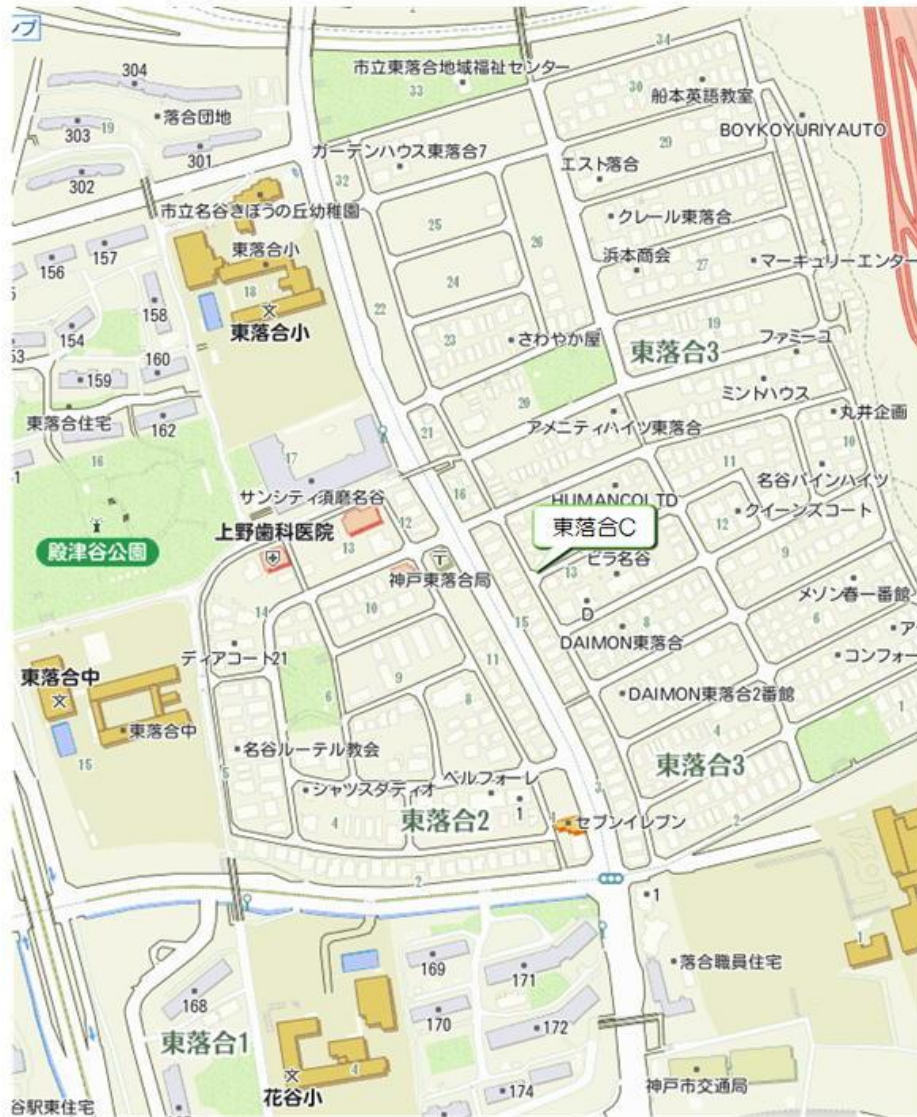 ンプ
34
2
304
市立東落合地域福祉センター
33
30
船本英語教室
303
19
落合団地
301
BOYKOYURIYAUTO
302
ガーデンハウス東落合7
29
エスト落合
32
市立名谷きぼうの丘幼稚園
クレール東落合
25
156
157
東落合小
26
浜本商会
27
マーキュリーエンター
24
158
18
22
東落合小
19
154
23
さわやか屋
東落合3
ファミーユ
53
160
159
ミントハウス
20
東落合住宅
162
21
アメニティハイツ東落合
丸井企画
10
16
17
11
サンシティ須磨名谷
16
名谷パインハイツ
HUMANCOLTD
上野歯科医院
12
クイーンズコート
12
東落合C
殿津谷公園
13
神戸東落合局
13
ビラ名谷
9
10
14
15
D
8
メゾン春一番館
6
DAIMON東落合
ディアコート21
11
コンフォー
東落合中
9
6
8
DAIMON東落合2番館
1
東落合中
名谷ルーテル教会
4
15
5
東落合3
3
シャツスタディオ
ベルフォーレ
4
東落合2
1
4
セブンイレブン
2
2
1
1
169
171
落合職員住宅
168
170
172
東落合1
花谷小
4
174
神戸市交通局
谷駅東住宅